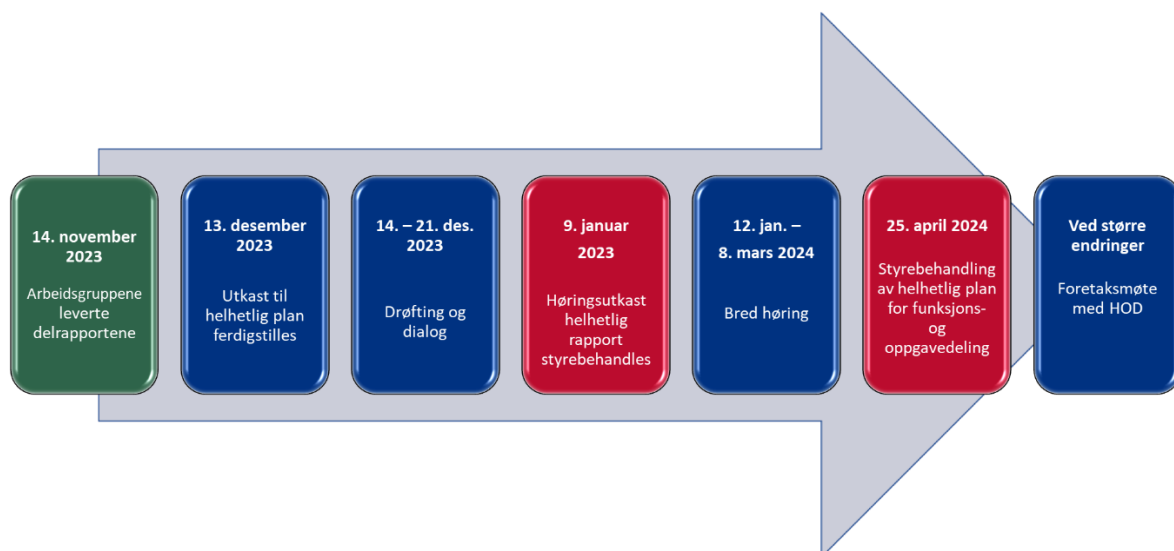 14. november
2023
Arbeidsgruppene
leverte
delrapportene
13. desember
2023
Utkast til
helhetlig plan
ferdigstilles
14. – 21. des.
2023
Drøfting og
dialog
9. januar
2023
Høringsutkast
helhetlig
rapport
styrebehandles
12. jan. –
8. mars 2024
Bred høring
25. april 2024
Styrebehandling
av helhetlig plan
for funksjons-
og
oppgavedeling
Ved større
endringer
Foretaksmøte
med HOD